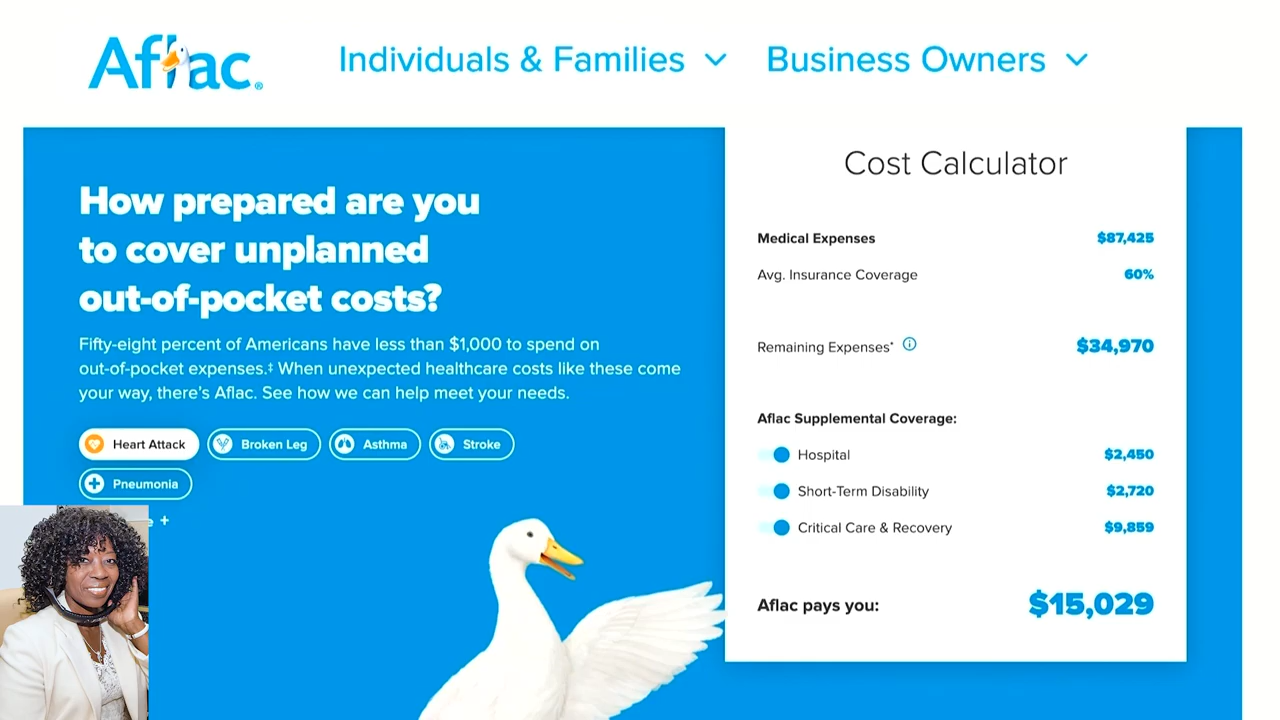 Aflac®
Individuals & Families
Business Owners
How prepared are you
to cover unplanned
out-of-pocket costs?
Fifty-eight percent of Americans have less than $1,000 to spend on
out-of-pocket expenses.‡ When unexpected healthcare costs like these come
your way, there's Aflac. See how we can help meet your needs.
Heart Attack
Broken Leg
Asthma
Stroke
Pneumonia
Cost Calculator
Medical Expenses $87,425
Avg. Insurance Coverage 60%
Remaining Expenses* $34,970
Aflac Supplemental Coverage:
Hospital $2,450
Short-Term Disability $2,720
Critical Care & Recovery $9,859
Aflac pays you: $15,029